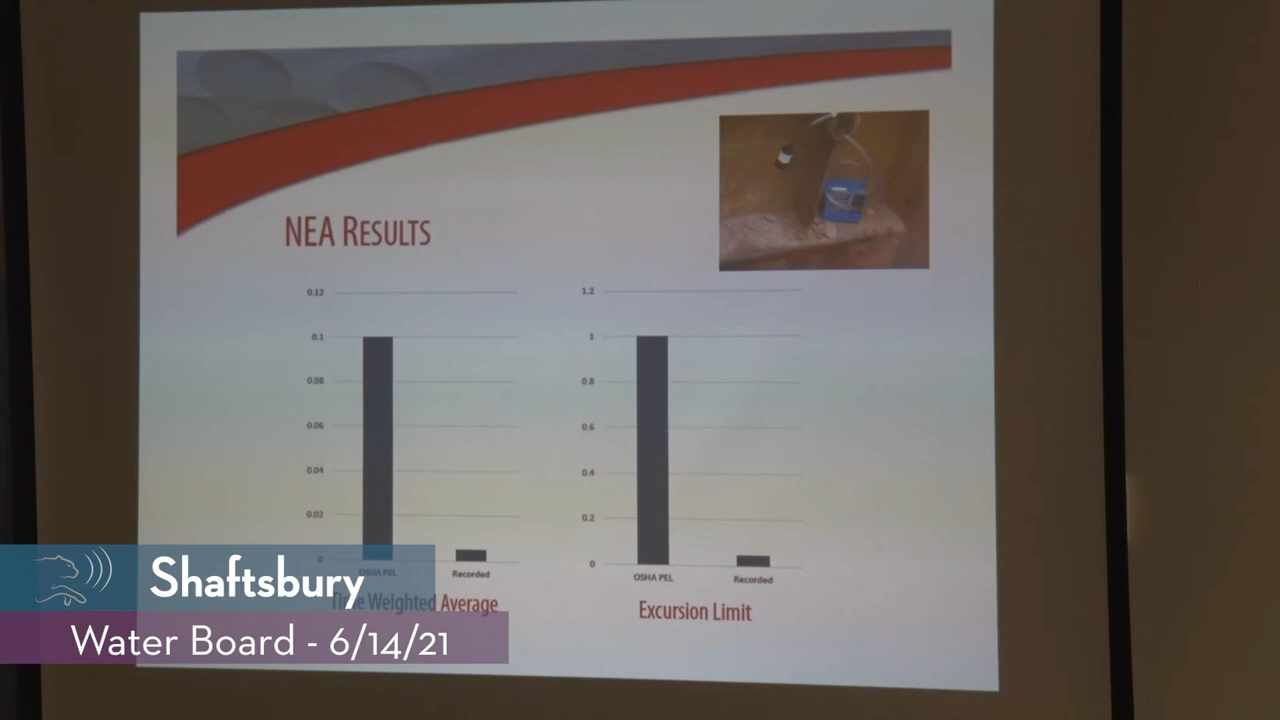 NEA RESULTS
0.12
0.1
0.08
0.06
0.04
0.02
0
OSHA PEL
Recorded
Time Weighted Average
1.2
1
0.8
0.6
0.4
0.2
0
OSHA PEL
Recorded
Excursion Limit
Shaftsbury
Water Board - 6/14/21